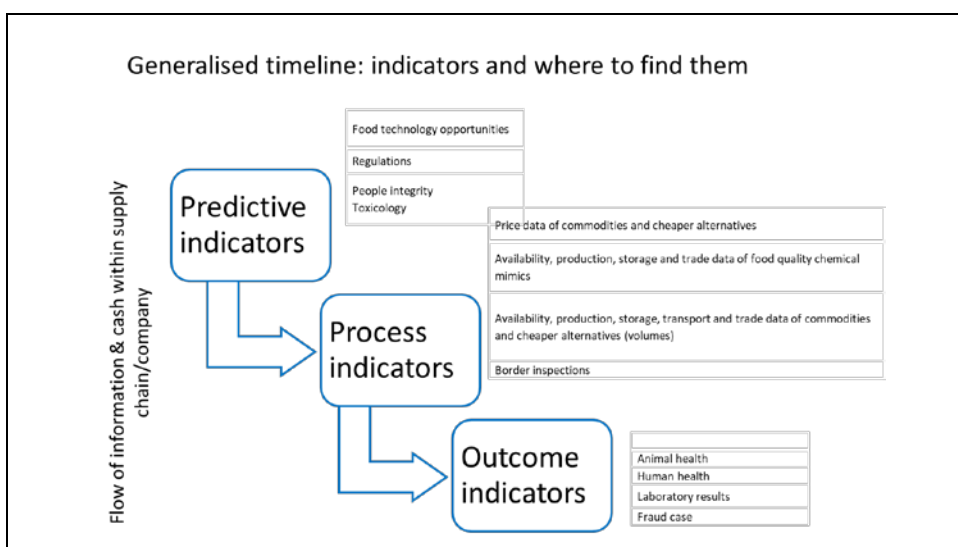 Generalised timeline: indicators and where to find them
Flow of information & cash within supply
chain/company
Predictive
indicators
Food technology opportunities
Regulations
People integrity
Toxicology
Process
indicators
Price data of commodities and cheaper alternatives
Availability, production, storage and trade data of food quality chemical
mimics
Availability, production, storage, transport and trade data of commodities
and cheaper alternatives (volumes)
Border inspections
Outcome
indicators
Animal health
Human health
Laboratory results
Fraud case